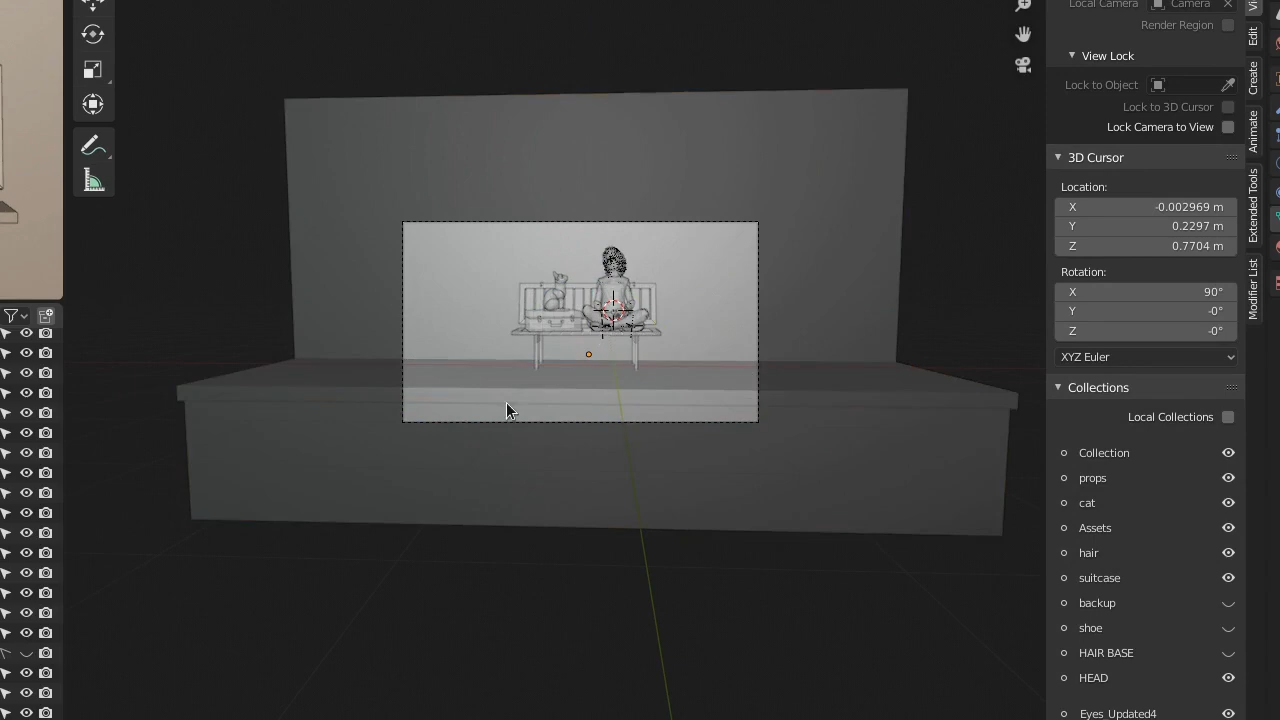 Local Camera
Camera
Render Region
View Lock
Lock to Object
Lock to 3D Cursor
Lock Camera to View
3D Cursor
Location:
X -0.002969 m
Y 0.2297 m
Z 0.7704 m
Rotation:
X 90°
Y -0°
Z -0°
XYZ Euler
Collections
Local Collections
Collection
props
cat
Assets
hair
suitcase
backup
shoe
HAIR BASE
HEAD
Eyes_Updated4
Edit
Create
Animate
Extended Tools
Modifier List